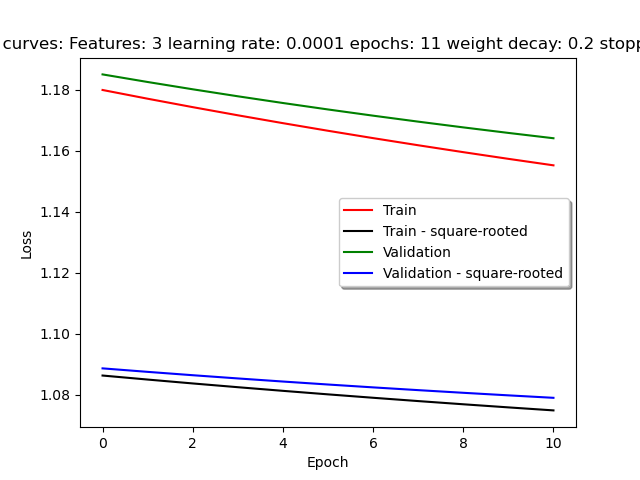 curves: Features: 3 learning rate: 0.0001 epochs: 11 weight decay: 0.2
1.18
1.16
1.14
1.12
1.10
1.08
Loss
Train
Train - square-rooted
Validation
Validation - square-rooted
0 2 4 6 8 10
Epoch